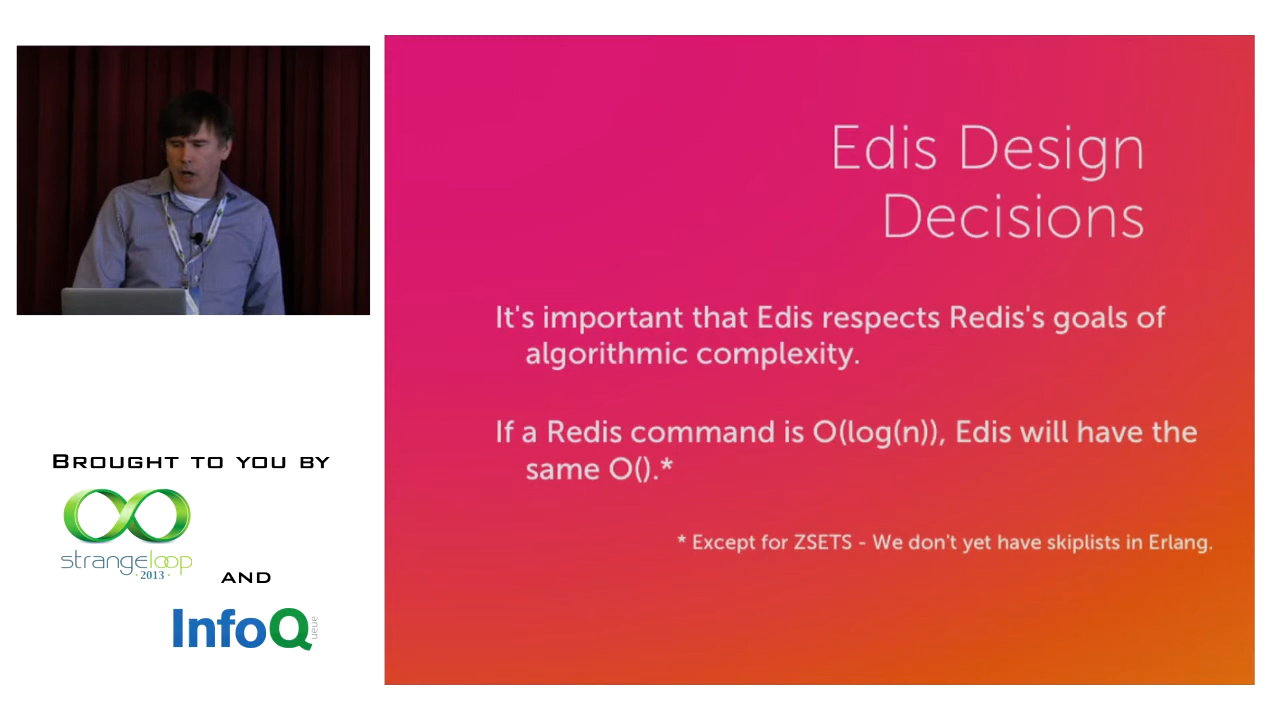 Edis Design
Decisions
It's important that Edis respects Redis's goals of
algorithmic complexity.
If a Redis command is O(log(n)), Edis will have the
same O().*
* Except for ZSETS - We don't yet have skiplists in Erlang.
BROUGHT TO YOU BY
strangeloop
· 2013 ·
AND
InfoQ
ueue